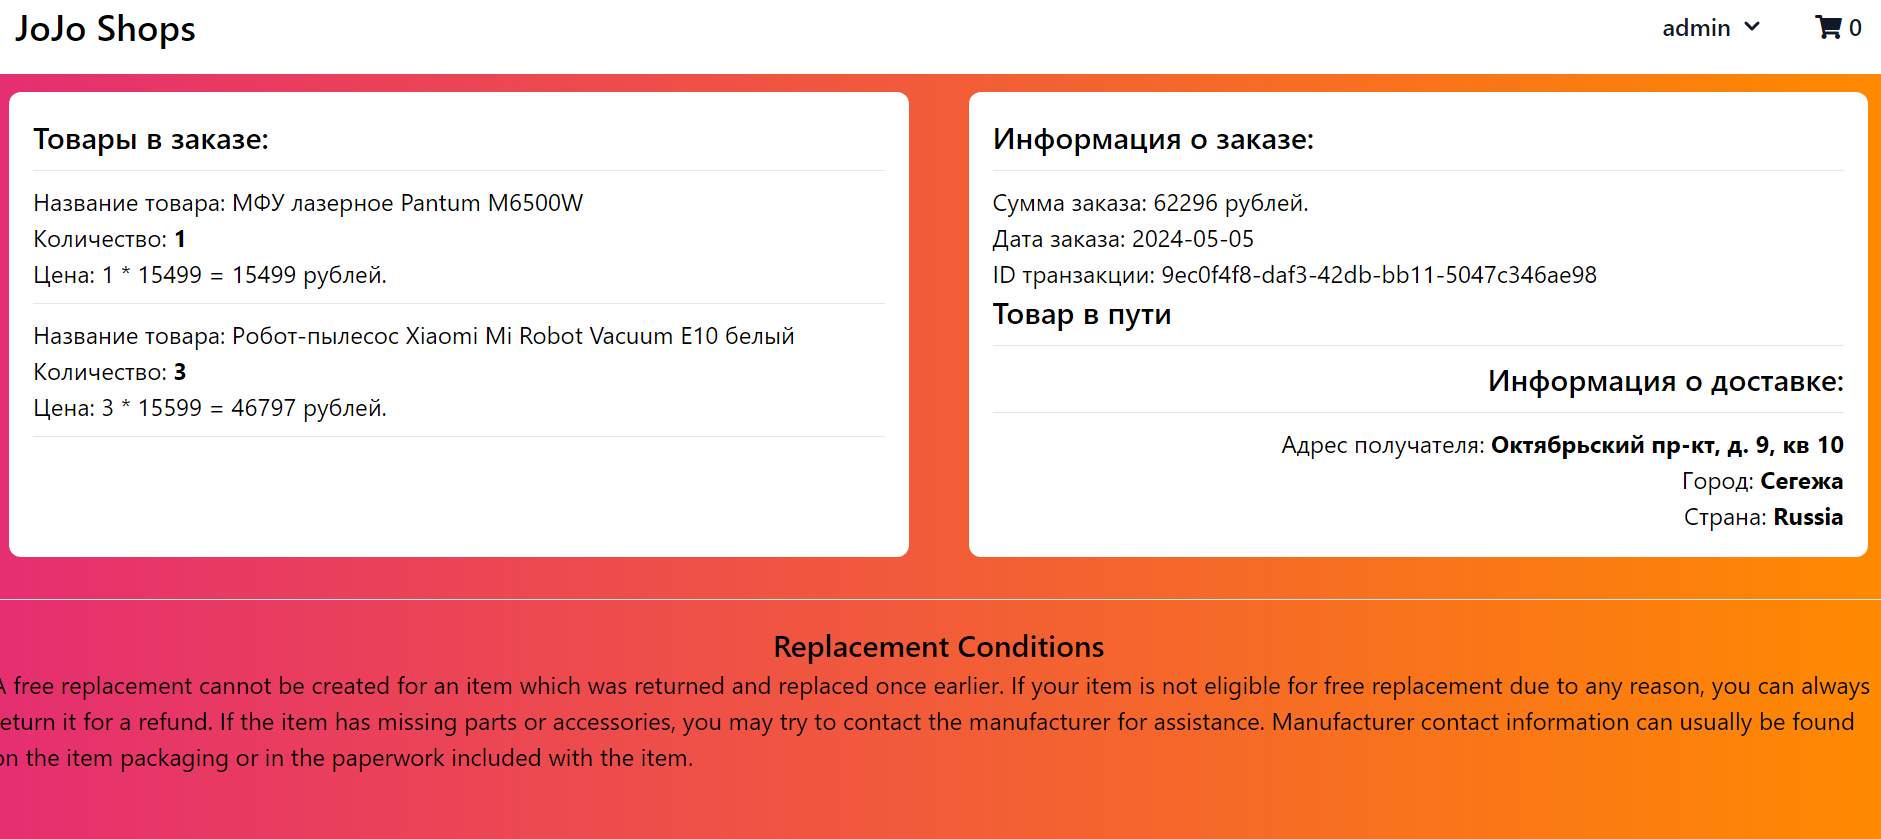 JoJo Shops
admin
0
Товары в заказе:
Название товара: МФУ лазерное Pantum M6500W
Количество: 1
Цена: 1 * 15499 = 15499 рублей.
Название товара: Робот-пылесос Xiaomi Mi Robot Vacuum E10 белый
Количество: 3
Цена: 3 * 15599 = 46797 рублей.
Информация о заказе:
Сумма заказа: 62296 рублей.
Дата заказа: 2024-05-05
ID транзакции: 9ec0f4f8-daf3-42db-bb11-5047c346ae98
Товар в пути
Информация о доставке:
Адрес получателя: Октябрьский пр-кт, д. 9, кв 10
Город: Сегежа
Страна: Russia
Replacement Conditions
A free replacement cannot be created for an item which was returned and replaced once earlier. If your item is not eligible for free replacement due to any reason, you can always
return it for a refund. If the item has missing parts or accessories, you may try to contact the manufacturer for assistance. Manufacturer contact information can usually be found
on the item packaging or in the paperwork included with the item.